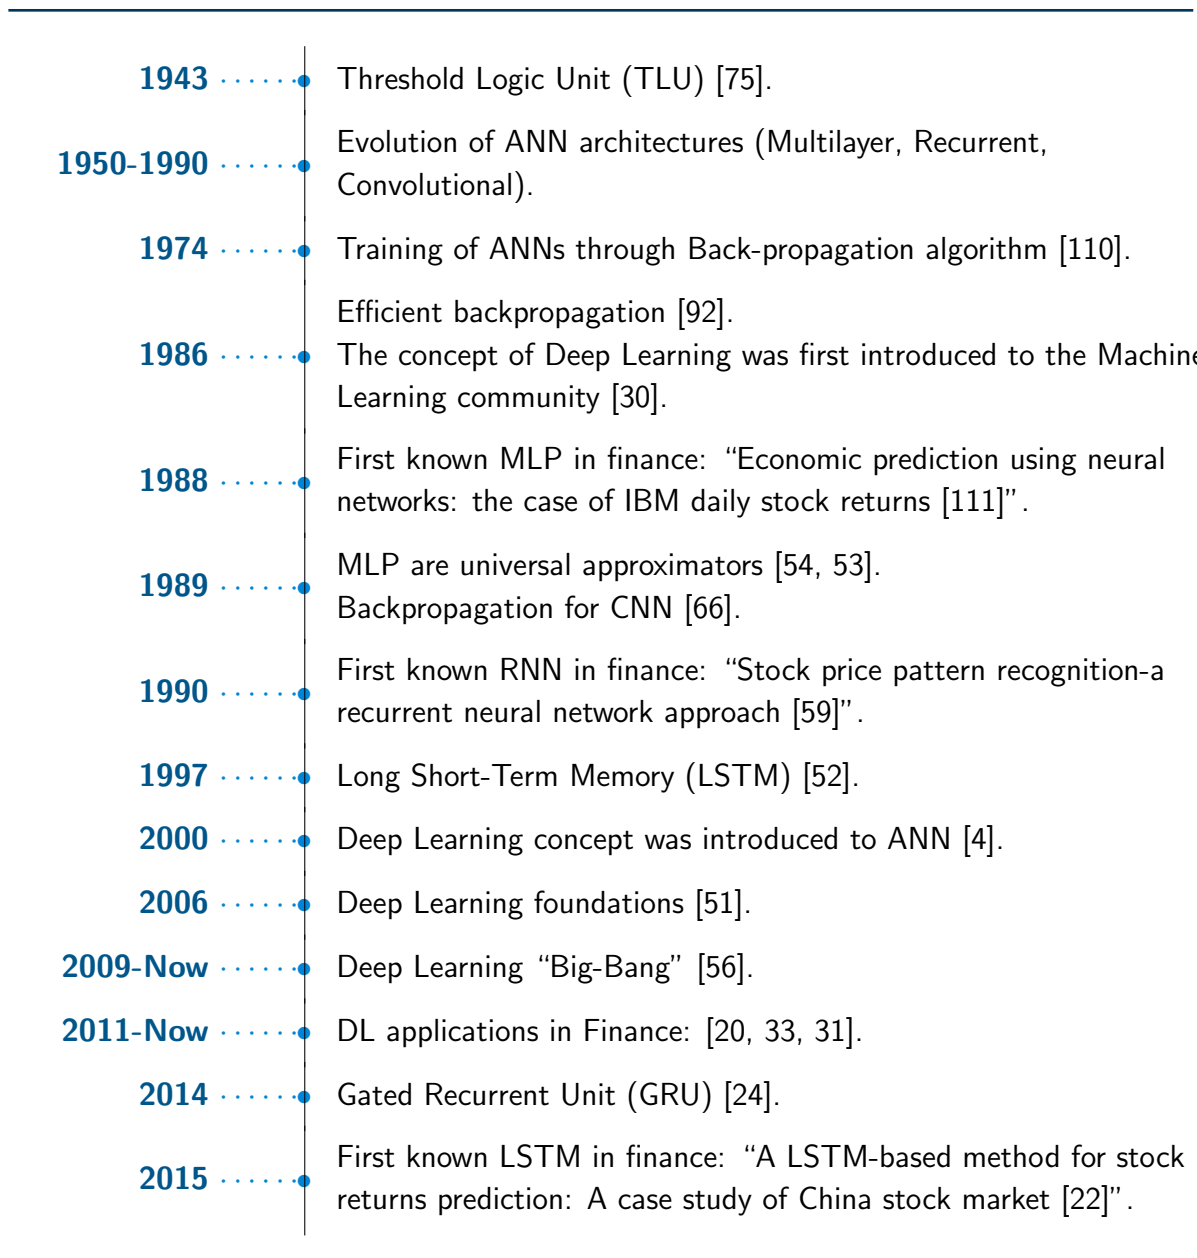 1943 Threshold Logic Unit (TLU) [75].
Evolution of ANN architectures (Multilayer, Recurrent,
1950-1990
Convolutional).
1974 Training of ANNs through Back-propagation algorithm [110].
Efficient backpropagation [92].
1986 The concept of Deep Learning was first introduced to the Machine
Learning community [30].
First known MLP in finance: “Economic prediction using neural
1988
networks: the case of IBM daily stock returns [111]”.
MLP are universal approximators [54, 53].
1989
Backpropagation for CNN [66].
First known RNN in finance: “Stock price pattern recognition-a
1990
recurrent neural network approach [59]”.
1997 Long Short-Term Memory (LSTM) [52].
2000 Deep Learning concept was introduced to ANN [4].
2006 Deep Learning foundations [51].
2009-Now Deep Learning “Big-Bang” [56].
2011-Now DL applications in Finance: [20, 33, 31].
2014 Gated Recurrent Unit (GRU) [24].
First known LSTM in finance: “A LSTM-based method for stock
2015
returns prediction: A case study of China stock market [22]”.